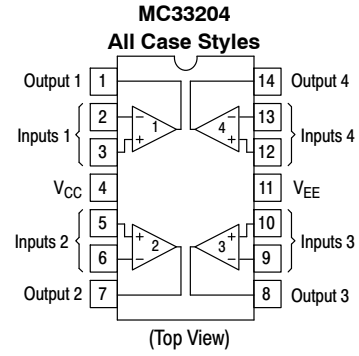 MC33204
All Case Styles
Output 1 1 14 Output 4
2 − − 13
Inputs 1 1 4 Inputs 4
3 + + 12
VCC 4 11 VEE
5 + + 10
Inputs 2 2 3 Inputs 3
6 − − 9
Output 2 7 8 Output 3
(Top View)